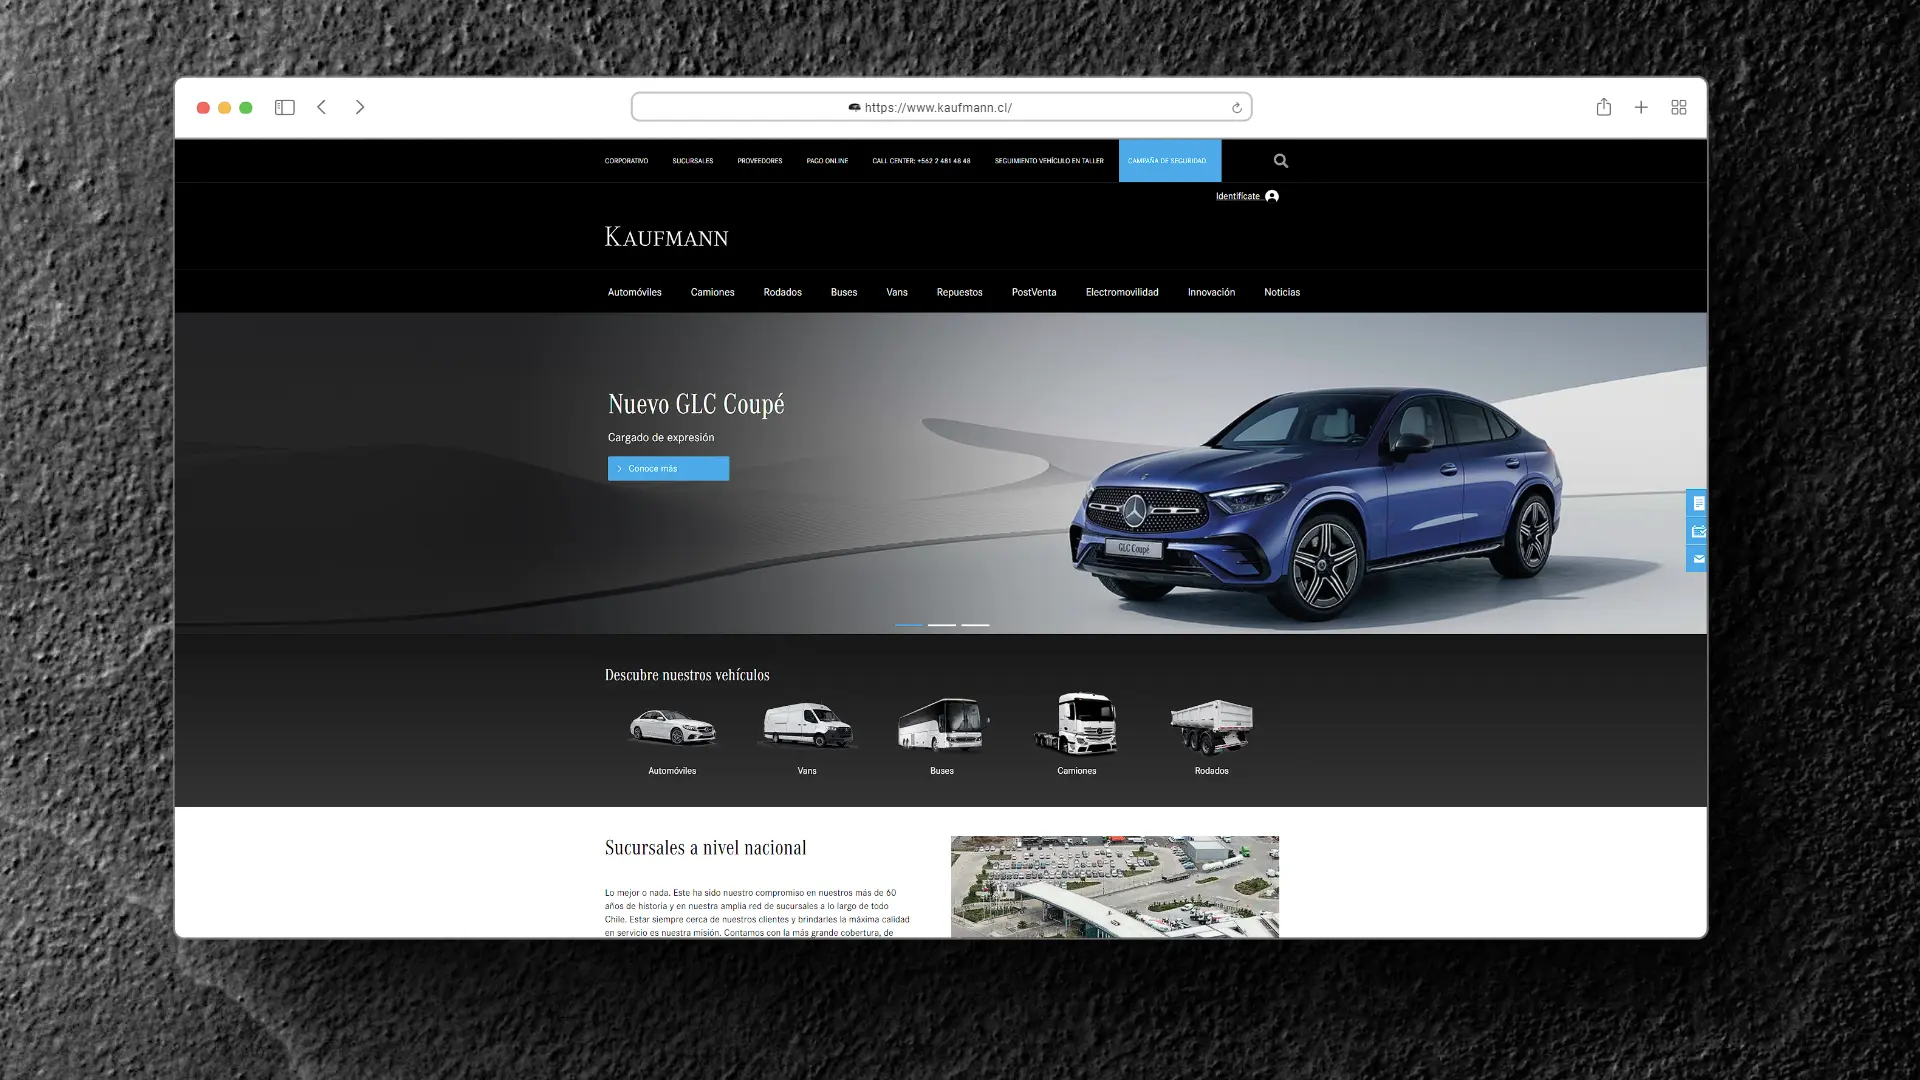 https://www.kaufmann.cl/
CORPORATIVO SUCURSALES PROVEEDORES PAGO ONLINE CALL CENTER: +562 2 481 48 48 SEGUIMIENTO VEHÍCULO EN TALLER CAMPAÑA DE SEGURIDAD
Identifícate
KAUFMANN
Automóviles Camiones Rodados Buses Vans Repuestos PostVenta Electromovilidad Innovación Noticias
Nuevo GLC Coupé
Cargado de expresión
Conoce más
GLC Coupé
Descubre nuestros vehículos
Automóviles Vans Buses Camiones Rodados
Sucursales a nivel nacional
Lo mejor o nada. Este ha sido nuestro compromiso en nuestros más de 60
años de historia y en nuestra amplia red de sucursales a lo largo de todo
Chile. Estar siempre cerca de nuestros clientes y brindarles la máxima calidad
en servicio es nuestra misión. Contamos con la más grande cobertura, de